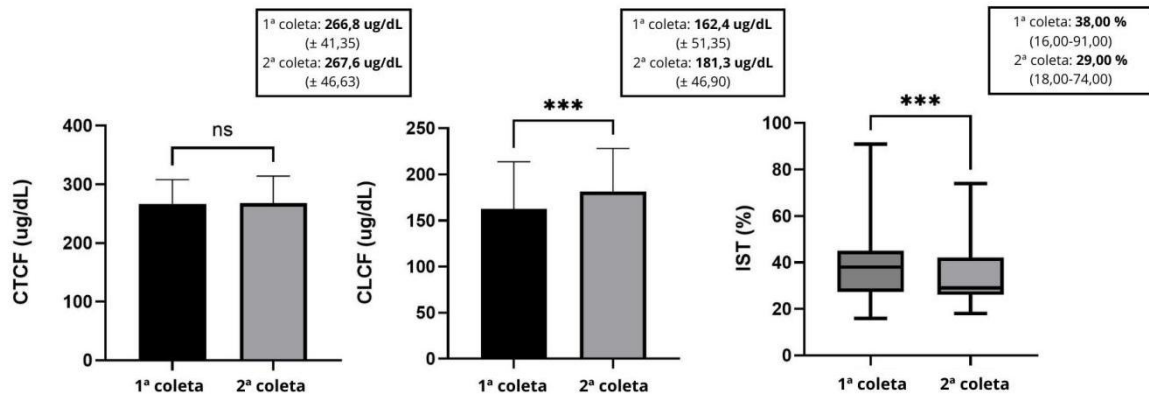 1ª coleta: 266,8 ug/dL
(± 41,35)
2ª coleta: 267,6 ug/dL
(± 46,63)
1ª coleta: 162,4 ug/dL
(± 51,35)
2ª coleta: 181,3 ug/dL
(± 46,90)
1ª coleta: 38,00 %
(16,00-91,00)
2ª coleta: 29,00 %
(18,00-74,00)
CTCF (ug/dL)
400
300
200
100
0
ns
1ª coleta
2ª coleta
CLCF (ug/dL)
250
200
150
100
50
0
***
1ª coleta
2ª coleta
IST (%)
100
80
60
40
20
0
***
1ª coleta
2ª coleta